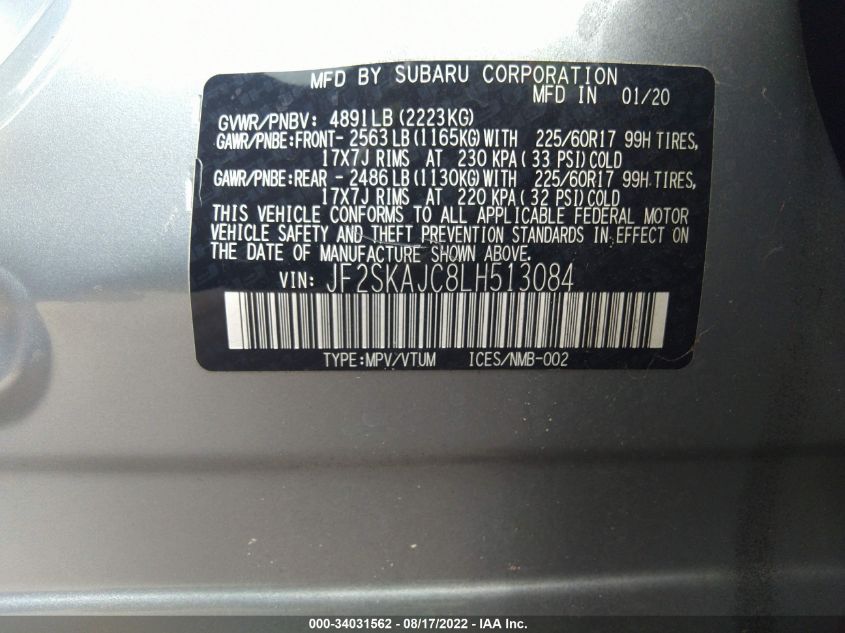 MFD BY SUBARU CORPORATION
MFD IN 01/20
GVWR/PNBV: 4891LB(2223KG)
GAWR/PNBE:FRONT- 2563LB(1165KG)WITH 225/60R17 99H TIRES,
17X7J RIMS AT 230 KPA(33 PSI)COLD
GAWR/PNBE:REAR - 2486LB(1130KG)WITH 225/60R17 99H TIRES,
17X7J RIMS AT 220 KPA(32 PSI)COLD
THIS VEHICLE CONFORMS TO ALL APPLICABLE FEDERAL MOTOR
VEHICLE SAFETY AND THEFT PREVENTION STANDARDS IN EFFECT ON
THE DATE OF MANUFACTURE SHOWN ABOVE.
VIN: JF2SKAJC8LH513084
TYPE:MPV/VTUM ICES/NMB-002
000-34031562 - 08/17/2022 - IAA Inc.